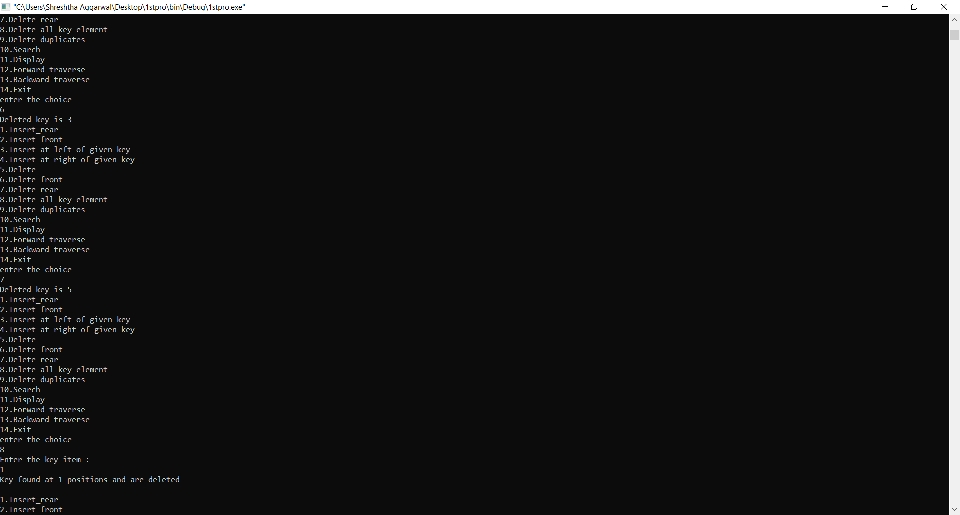 "C:\Users\Shreshtha Aggarwal\Desktop\1stpro\bin\Debug\1stpro.exe"
7.Delete rear
8.Delete all key element
9.Delete duplicates
10.Search
11.Display
12.Forward traverse
13.Backward traverse
14.Exit
enter the choice
6
Deleted key is 3
1.Insert_rear
2.Insert front
3.Insert at left of given key
4.Insert at right of given key
5.Delete
6.Delete front
7.Delete rear
8.Delete all key element
9.Delete duplicates
10.Search
11.Display
12.Forward traverse
13.Backward traverse
14.Exit
enter the choice
7
Deleted key is 5
1.Insert_rear
2.Insert front
3.Insert at left of given key
4.Insert at right of given key
5.Delete
6.Delete front
7.Delete rear
8.Delete all key element
9.Delete duplicates
10.Search
11.Display
12.Forward traverse
13.Backward traverse
14.Exit
enter the choice
8
Enter the key item :
1
Key found at 1 positions and are deleted
1.Insert_rear
2.Insert front